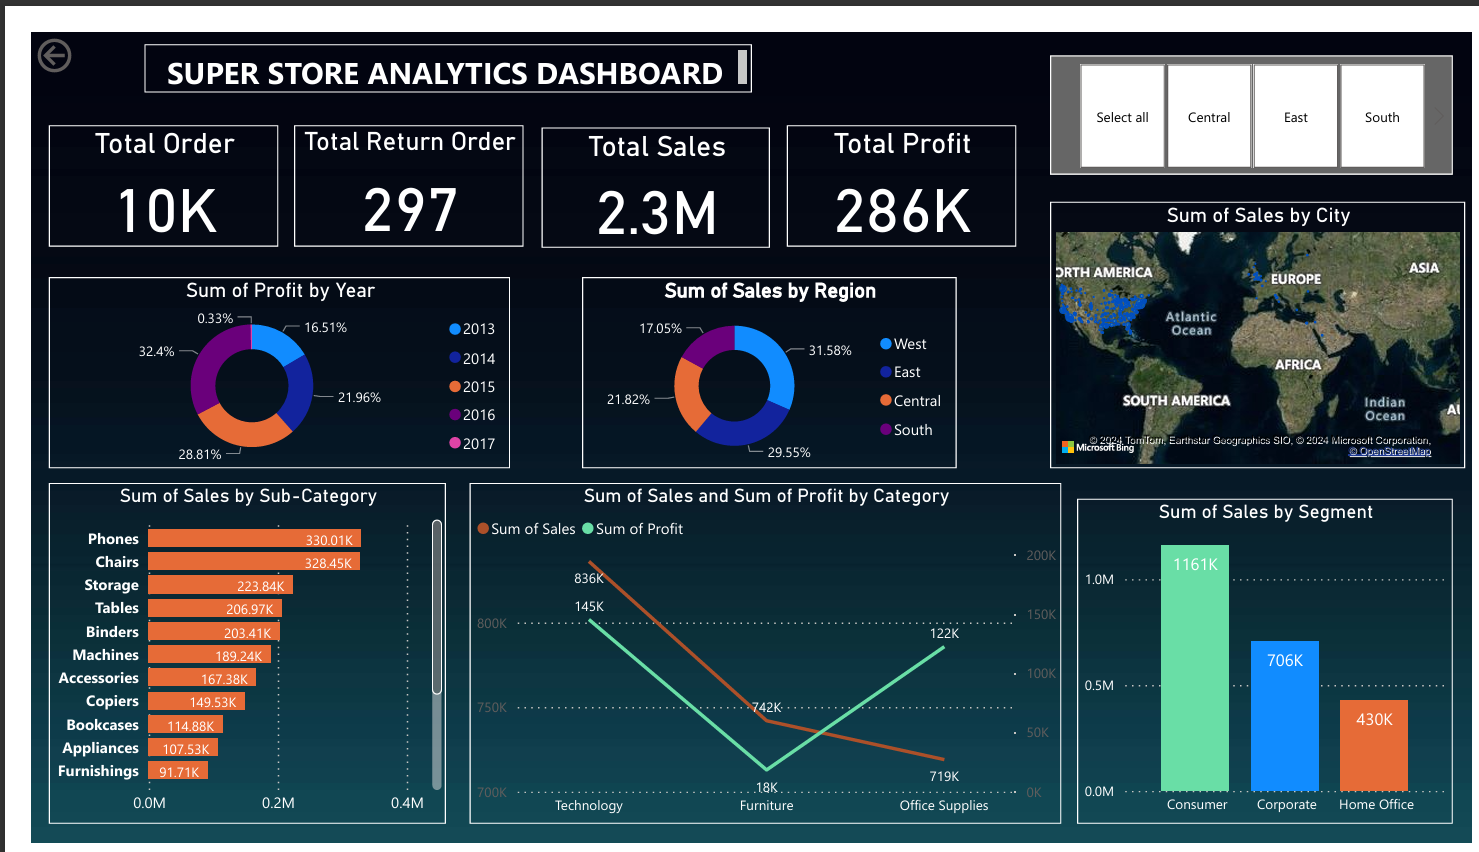 SUPER STORE ANALYTICS DASHBOARD
Select all
Central
East
South
Total Order
10K
Total Return Order
297
Total Sales
2.3M
Total Profit
286K
Sum of Profit by Year
0.33%
16.51%
32.4%
21.96%
28.81%
2013
2014
2015
2016
2017
Sum of Sales by Region
17.05%
31.58%
21.82%
29.55%
West
East
Central
South
Sum of Sales by City
ORTH AMERICA
EUROPE
ASIA
Atlantic
Ocean
AFRICA
SOUTH AMERICA
Indian
Ocean
AU
© 2024 TomTom, Earthstar Geographics SIO, © 2024 Microsoft Corporation,
Microsoft Bing
© OpenStreetMap
Sum of Sales by Sub-Category
Phones 330.01K
Chairs 328.45K
Storage 223.84K
Tables 206.97K
Binders 203.41K
Machines 189.24K
Accessories 167.38K
Copiers 149.53K
Bookcases 114.88K
Appliances 107.53K
Furnishings 91.71K
0.0M 0.2M 0.4M
Sum of Sales and Sum of Profit by Category
Sum of Sales Sum of Profit
200K
836K
145K
150K
800K
122K
100K
750K
742K
50K
719K
18K
700K
0K
Technology Furniture Office Supplies
Sum of Sales by Segment
1161K
1.0M
706K
0.5M
430K
0.0M
Consumer Corporate Home Office